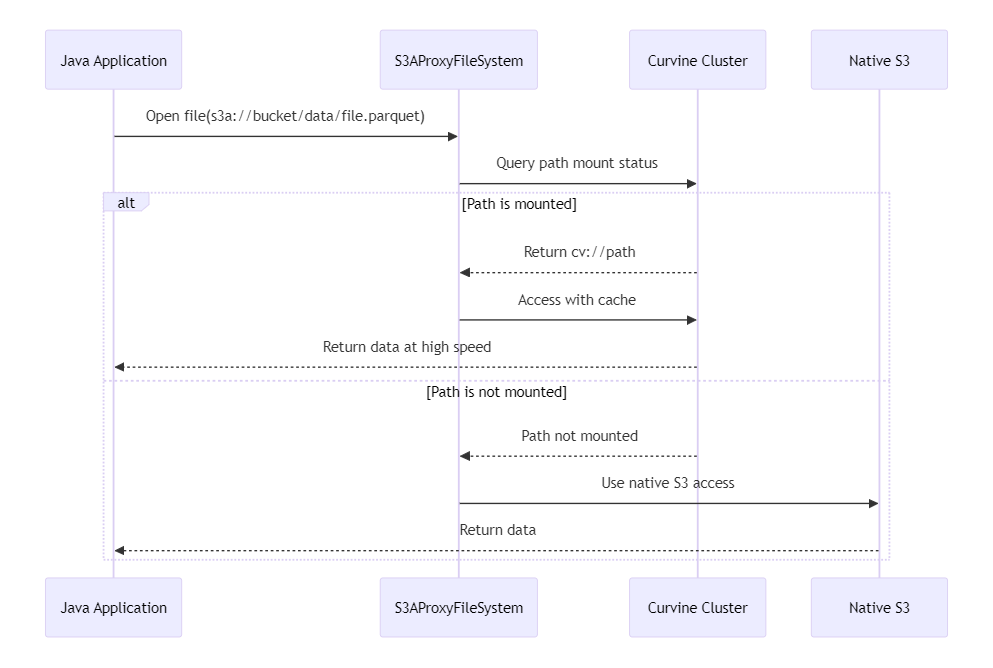 Java Application
S3AProxyFileSystem
Curvine Cluster
Native S3
Open file(s3a://bucket/data/file.parquet)
Query path mount status
alt
[Path is mounted]
Return cv://path
Access with cache
Return data at high speed
[Path is not mounted]
Path not mounted
Use native S3 access
Return data
Java Application
S3AProxyFileSystem
Curvine Cluster
Native S3